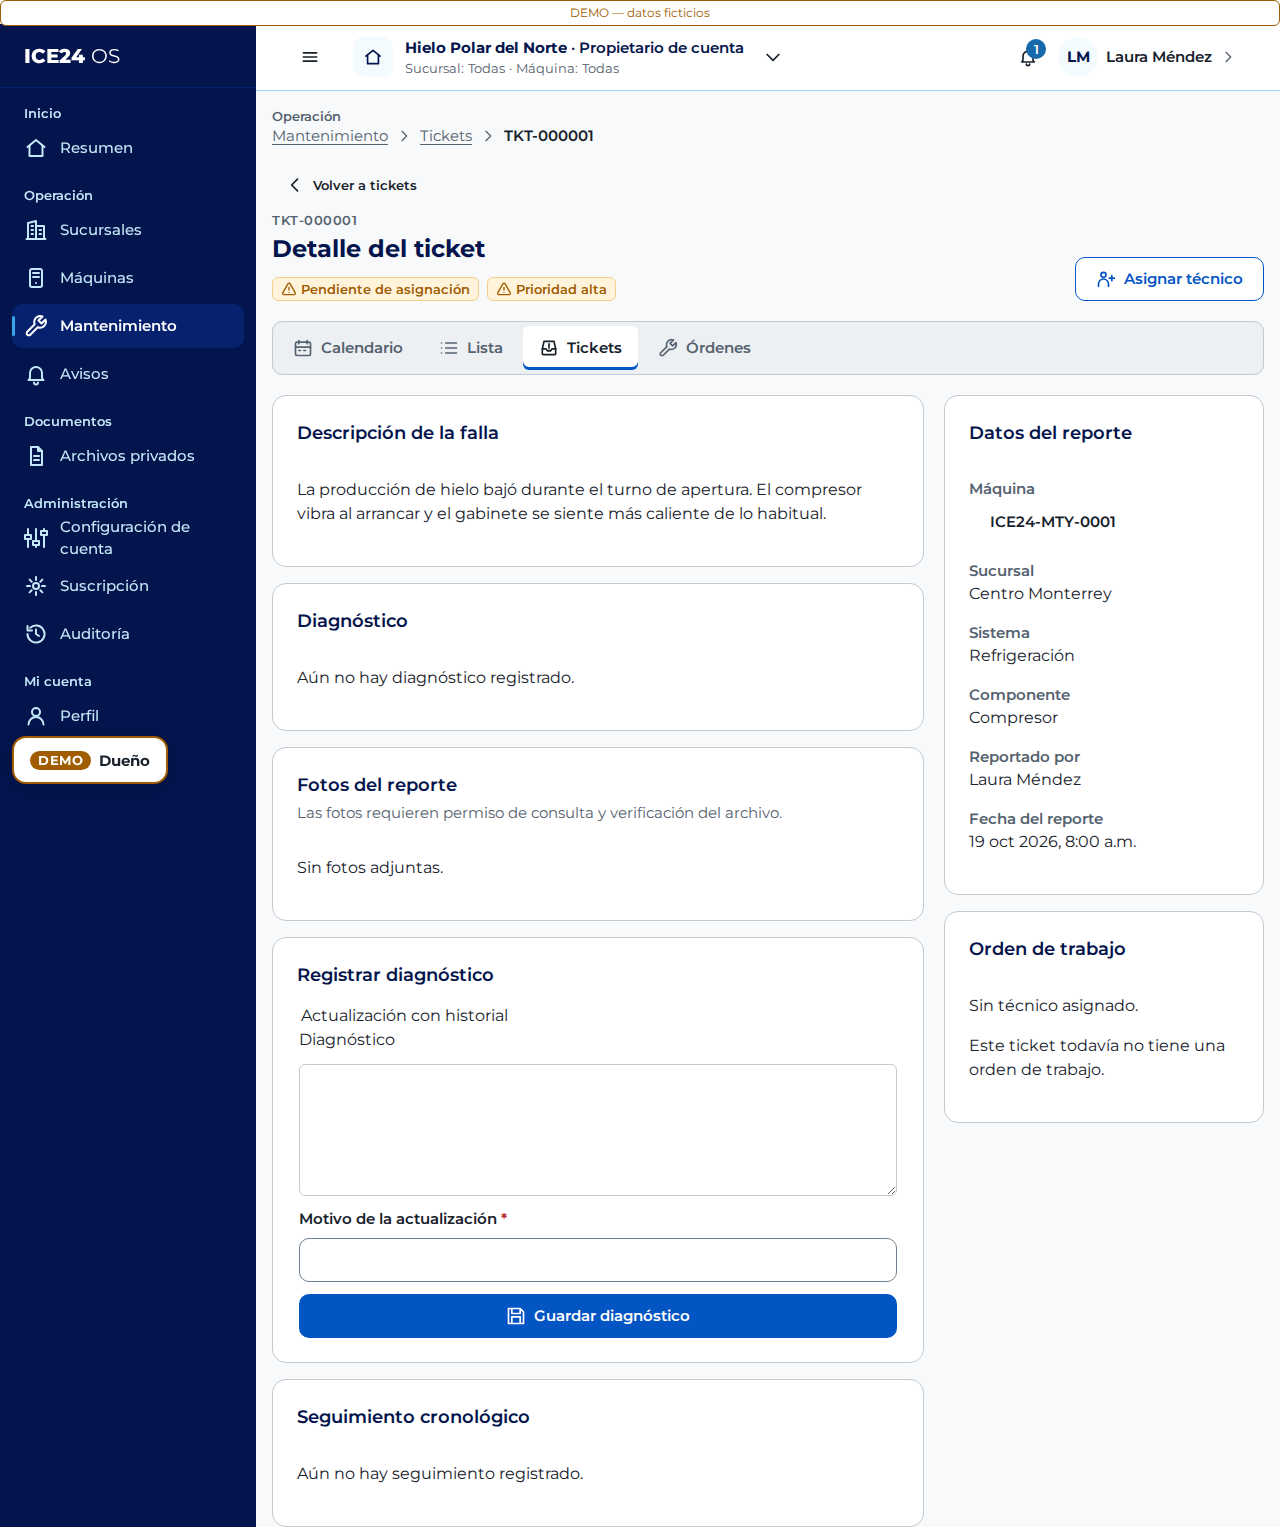 DEMO — datos ficticios
ICE24 OS
Inicio
Resumen
Operación
Sucursales
Máquinas
Mantenimiento
Avisos
Documentos
Archivos privados
Administración
Configuración de
cuenta
Suscripción
Auditoría
Mi cuenta
Perfil
DEMO Dueño
Hielo Polar del Norte · Propietario de cuenta
Sucursal: Todas · Máquina: Todas
1
LM Laura Méndez
Operación
Mantenimiento > Tickets > TKT-000001
Volver a tickets
TKT-000001
Detalle del ticket
Pendiente de asignación
Prioridad alta
Asignar técnico
Calendario
Lista
Tickets
Órdenes
Descripción de la falla
La producción de hielo bajó durante el turno de apertura. El compresor
vibra al arrancar y el gabinete se siente más caliente de lo habitual.
Diagnóstico
Aún no hay diagnóstico registrado.
Fotos del reporte
Las fotos requieren permiso de consulta y verificación del archivo.
Sin fotos adjuntas.
Registrar diagnóstico
Actualización con historial
Diagnóstico
Motivo de la actualización *
Guardar diagnóstico
Seguimiento cronológico
Aún no hay seguimiento registrado.
Datos del reporte
Máquina
ICE24-MTY-0001
Sucursal
Centro Monterrey
Sistema
Refrigeración
Componente
Compresor
Reportado por
Laura Méndez
Fecha del reporte
19 oct 2026, 8:00 a.m.
Orden de trabajo
Sin técnico asignado.
Este ticket todavía no tiene una
orden de trabajo.